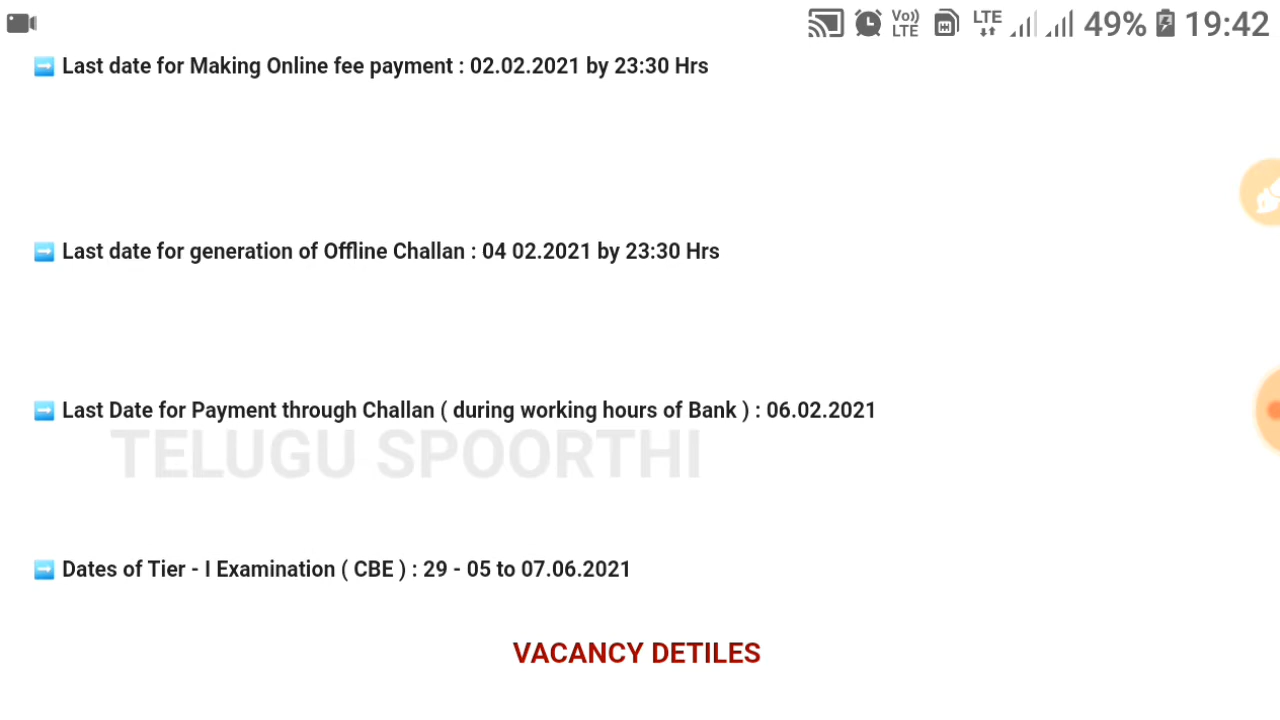 Vo)) LTE LTE 49% 19:42
Last date for Making Online fee payment : 02.02.2021 by 23:30 Hrs
Last date for generation of Offline Challan : 04 02.2021 by 23:30 Hrs
Last Date for Payment through Challan ( during working hours of Bank ) : 06.02.2021
TELUGU SPOORTHI
Dates of Tier - I Examination ( CBE ) : 29 - 05 to 07.06.2021
VACANCY DETILES